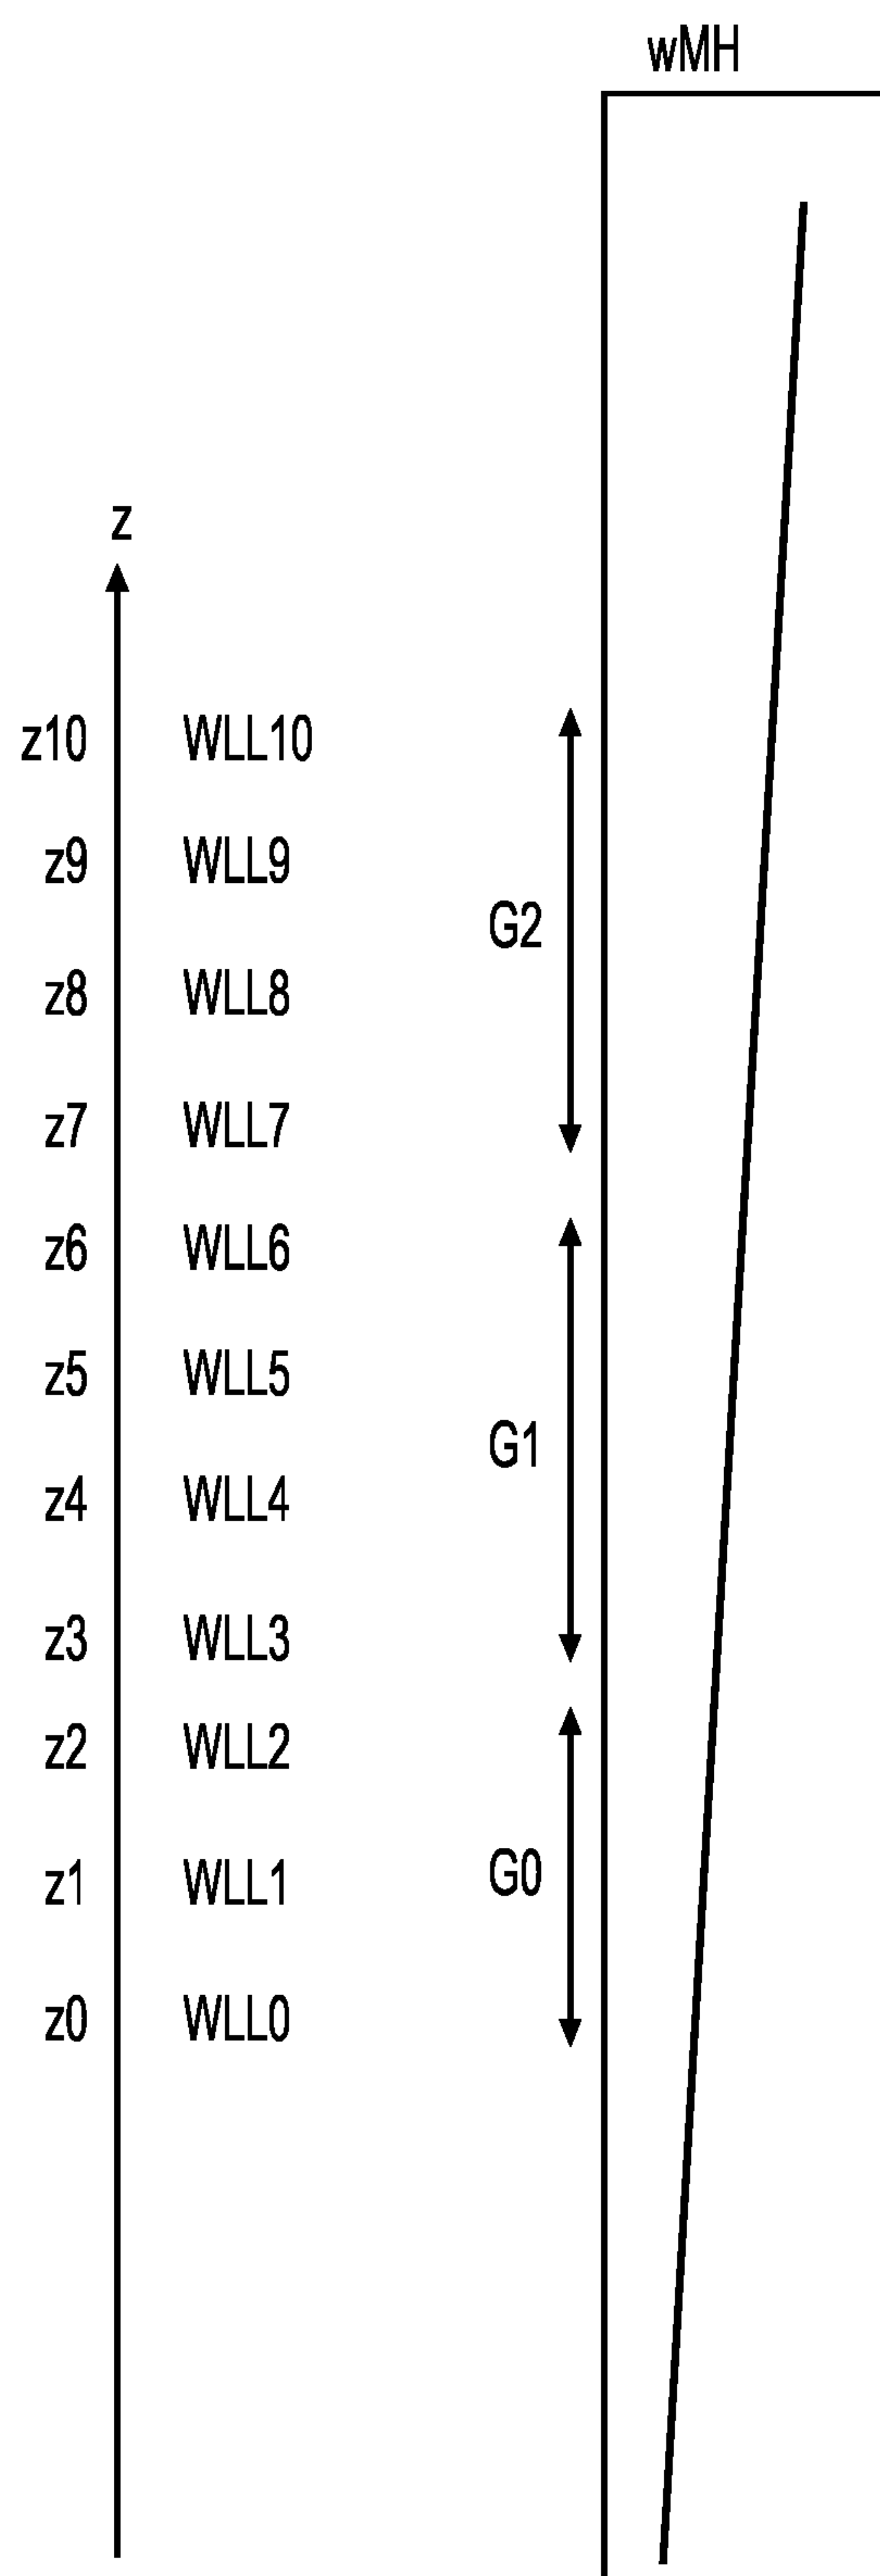 wMH
z
z10 WLL10
z9 WLL9
G2
z8 WLL8
z7 WLL7
z6 WLL6
z5 WLL5
G1
z4 WLL4
z3 WLL3
z2 WLL2
z1 WLL1 G0
z0 WLL0